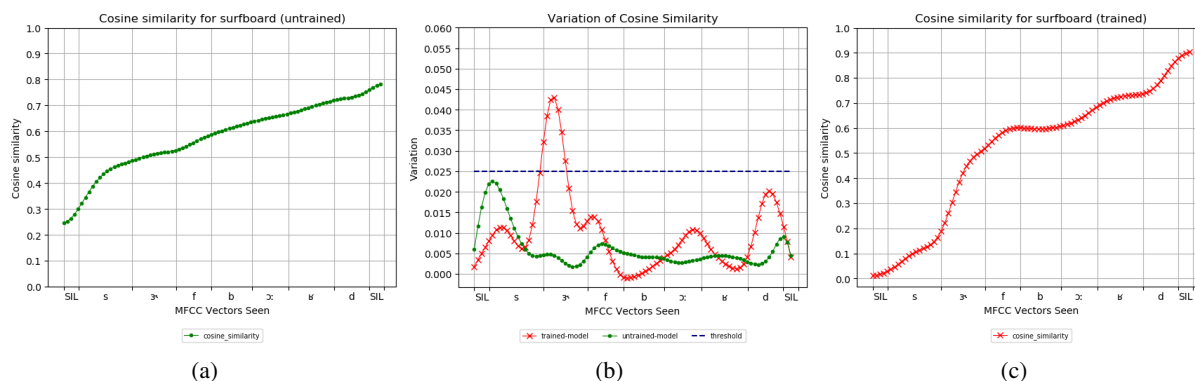 Cosine similarity for surfboard (untrained)
1.0
0.9
0.8
0.7
0.6
0.5
0.4
0.3
0.2
0.1
0.0
Cosine similarity
SIL s ɝ f b ɔː ʁ d SIL
MFCC Vectors Seen
cosine_similarity
(a)
Variation of Cosine Similarity
0.060
0.055
0.050
0.045
0.040
0.035
0.030
0.025
0.020
0.015
0.010
0.005
0.000
Variation
SIL s ɝ f b ɔː ʁ d SIL
MFCC Vectors Seen
trained-model untrained-model threshold
(b)
Cosine similarity for surfboard (trained)
1.0
0.9
0.8
0.7
0.6
0.5
0.4
0.3
0.2
0.1
0.0
Cosine similarity
SIL s ɝ f b ɔː ʁ d SIL
MFCC Vectors Seen
cosine_similarity
(c)